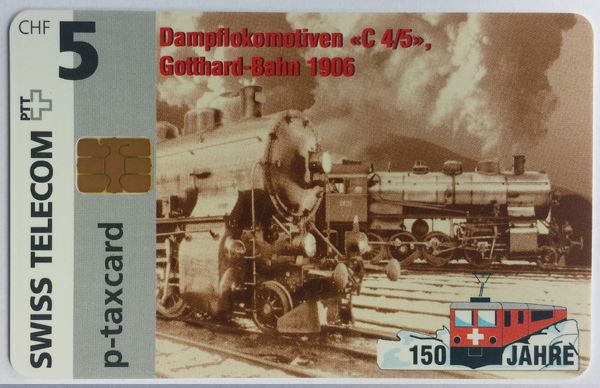 CHF 5
Dampflokomotiven «C 4/5»,
Gotthard-Bahn 1906
SWISS TELECOM PTT
p-taxcard
150 JAHRE